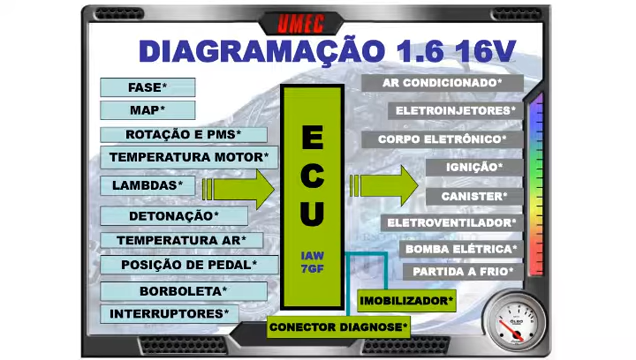 UMEC
DIAGRAMAÇÃO 1.6 16V
FASE*
MAP*
ROTAÇÃO E PMS*
TEMPERATURA MOTOR*
LAMBDAS*
DETONAÇÃO*
TEMPERATURA AR*
POSIÇÃO DE PEDAL*
BORBOLETA*
INTERRUPTORES*
E
C
U
IAW
7GF
AR CONDICIONADO*
ELETROINJETORES*
CORPO ELETRÔNICO*
IGNIÇÃO*
CANISTER*
ELETROVENTILADOR*
BOMBA ELÉTRICA*
PARTIDA A FRIO*
IMOBILIZADOR*
CONECTOR DIAGNOSE*